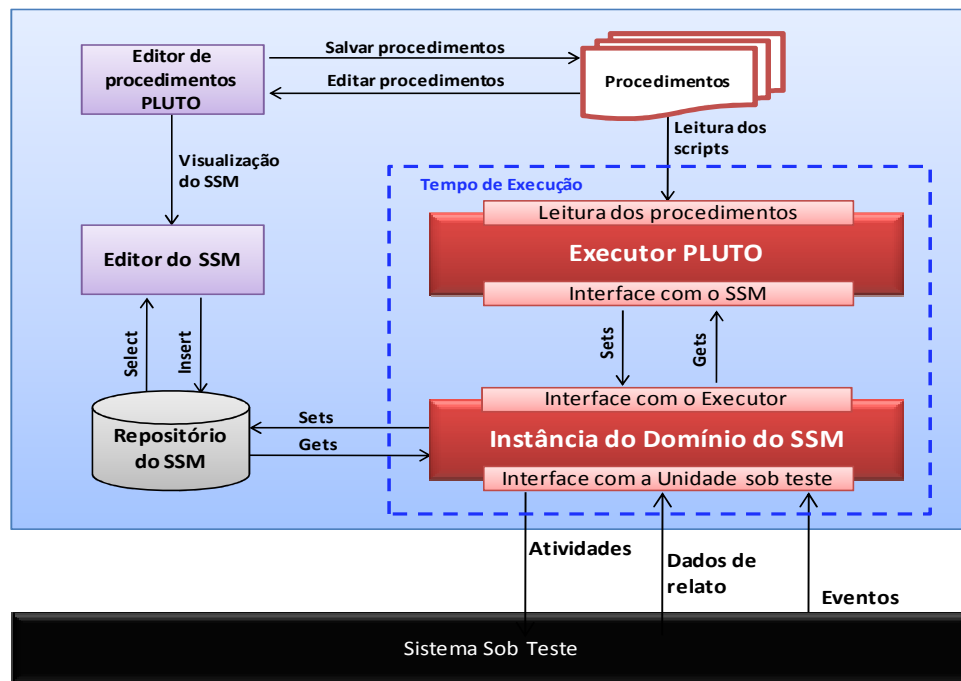 Editor de
procedimentos
PLUTO
Salvar procedimentos
Editar procedimentos
Procedimentos
Visualização
do SSM
Leitura dos
scripts
Tempo de Execução
Leitura dos procedimentos
Executor PLUTO
Interface com o SSM
Editor do SSM
Select
Insert
Sets
Gets
Repositório
do SSM
Sets
Gets
Interface com o Executor
Instância do Domínio do SSM
Interface com a Unidade sob teste
Atividades
Dados de
relato
Eventos
Sistema Sob Teste